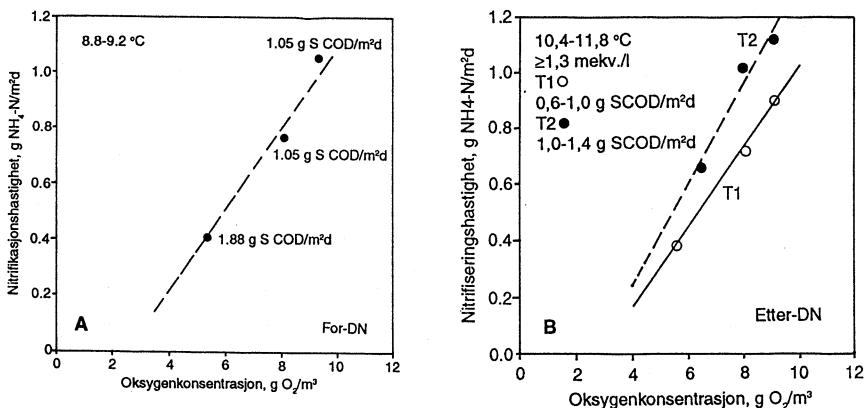 Nitrifikasjonshastighet, g NH₄-N/m²d
1.2
1.0
0.8
0.6
0.4
0.2
0
8.8-9.2 °C
1.05 g S COD/m²d
1.05 g S COD/m²d
1.88 g S COD/m²d
A
For-DN
0 2 4 6 8 10 12
Oksygenkonsentrasjon, g O₂/m³
Nitrifiseringshastighet, g NH4-N/m²d
1.2
1.0
0.8
0.6
0.4
0.2
0.0
10,4-11,8 °C
≥1,3 mekv./l
T1○
0,6-1,0 g SCOD/m²d
T2●
1,0-1,4 g SCOD/m²d
T2
T1
B
Etter-DN
0 2 4 6 8 10 12
Oksygenkonsentrasjon, g O₂/m³